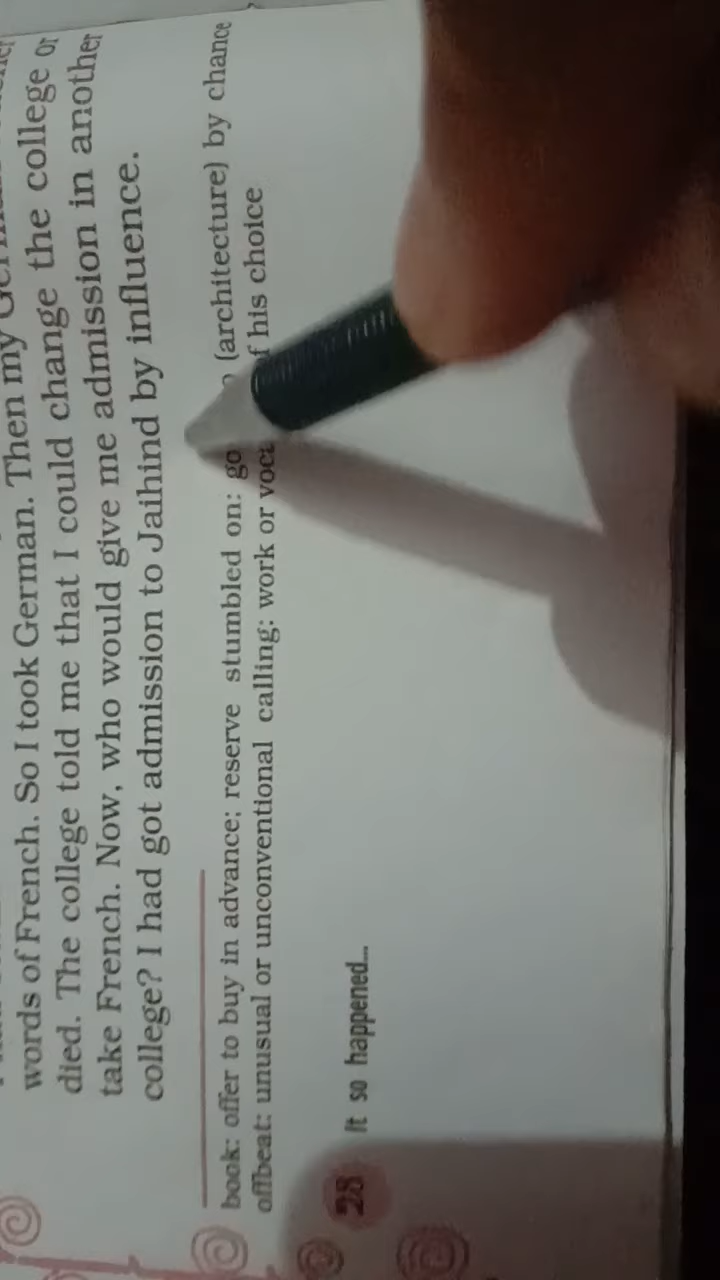 words of French. So I took German. Then my
died. The college told me that I could change the college or
take French. Now, who would give me admission in another
college? I had got admission to Jaihind by influence.
book: offer to buy in advance; reserve stumbled on: (architecture) by chance
offbeat: unusual or unconventional calling: work or his choice
28 It so happened...